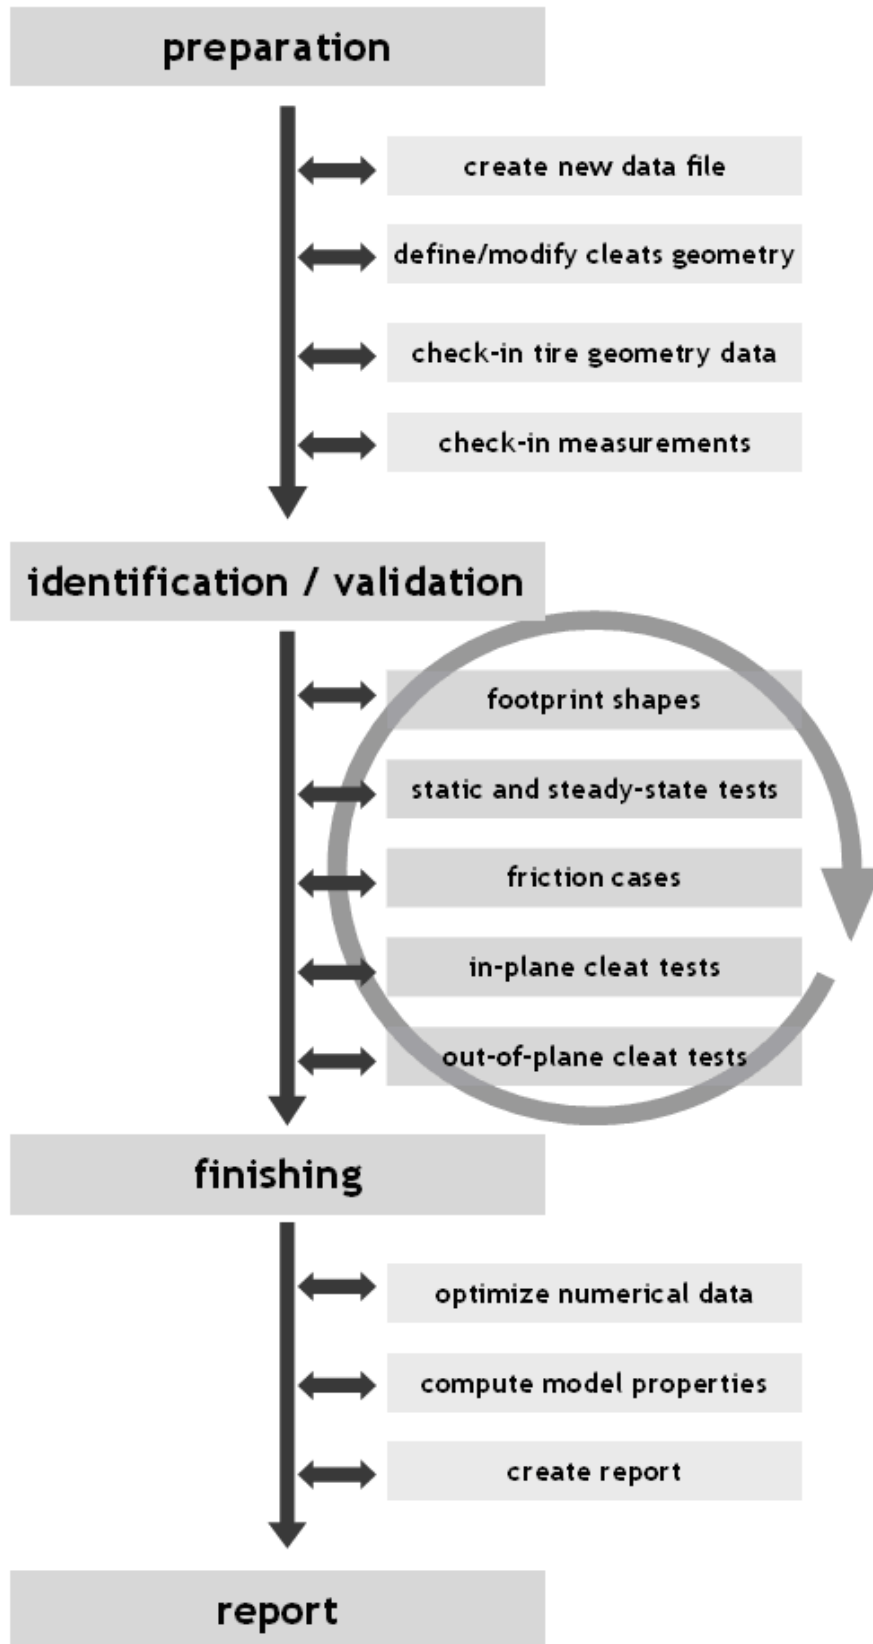 preparation
create new data file
define/modify cleats geometry
check-in tire geometry data
check-in measurements
identification / validation
footprint shapes
static and steady-state tests
friction cases
in-plane cleat tests
out-of-plane cleat tests
finishing
optimize numerical data
compute model properties
create report
report